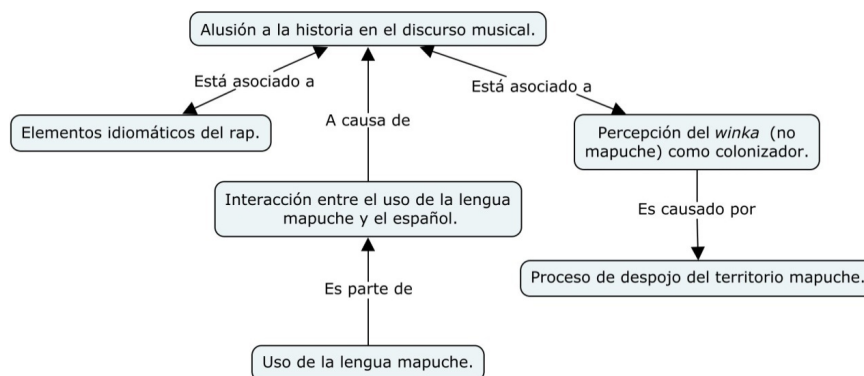 Alusión a la historia en el discurso musical.
Está asociado a
Está asociado a
Elementos idiomáticos del rap.
A causa de
Percepción del winka (no
mapuche) como colonizador.
Interacción entre el uso de la lengua
mapuche y el español.
Es causado por
Proceso de despojo del territorio mapuche.
Es parte de
Uso de la lengua mapuche.